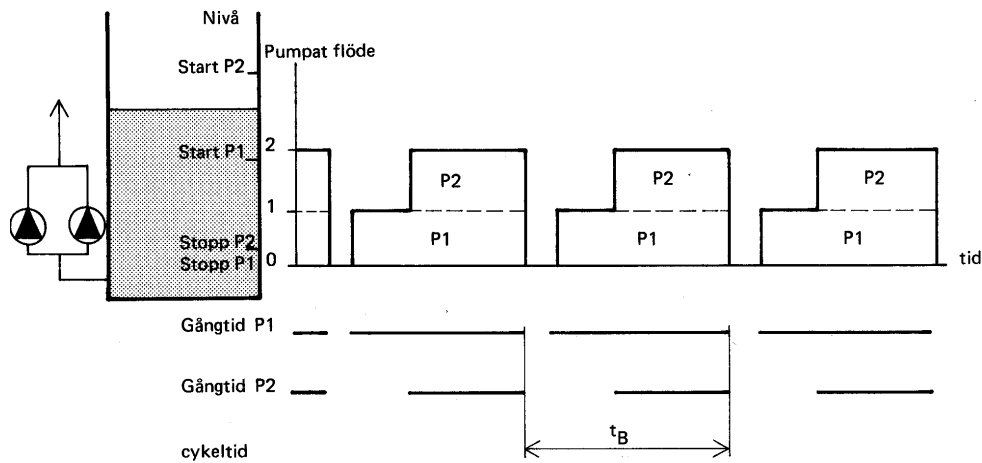 Nivå
Pumpat flöde
Start P2
Start P1
Stopp P2
Stopp P1
2
1
0
P2
P2
P2
P1
P1
P1
tid
Gångtid P1
Gångtid P2
tB
cykeltid